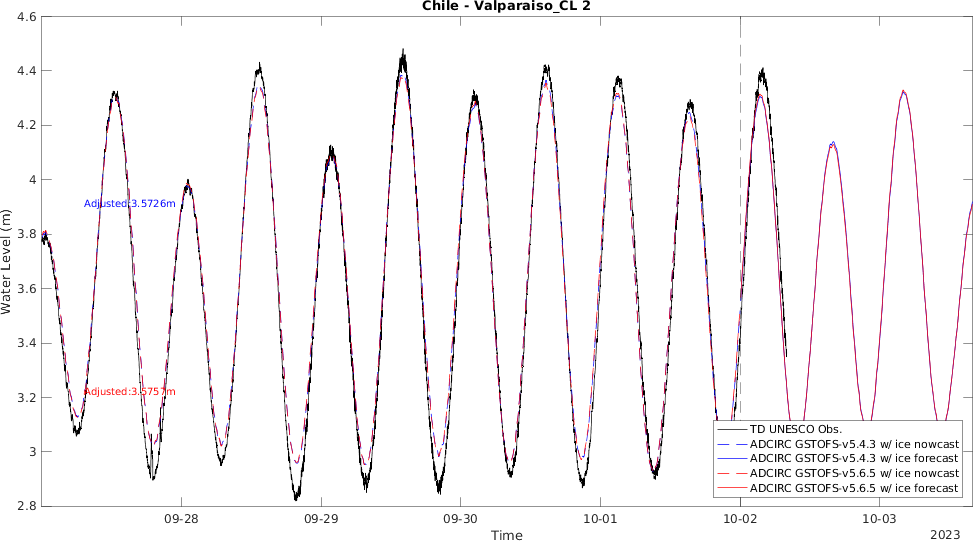 Chile - Valparaiso_CL 2
4.6
4.4
4.2
4
3.8
3.6
3.4
3.2
3
2.8
Water Level (m)
Adjusted:3.5726m
Adjusted:3.5757m
TD UNESCO Obs.
ADCIRC GSTOFS-v5.4.3 w/ ice nowcast
ADCIRC GSTOFS-v5.4.3 w/ ice forecast
ADCIRC GSTOFS-v5.6.5 w/ ice nowcast
ADCIRC GSTOFS-v5.6.5 w/ ice forecast
09-28 09-29 09-30 10-01 10-02 10-03
Time
2023